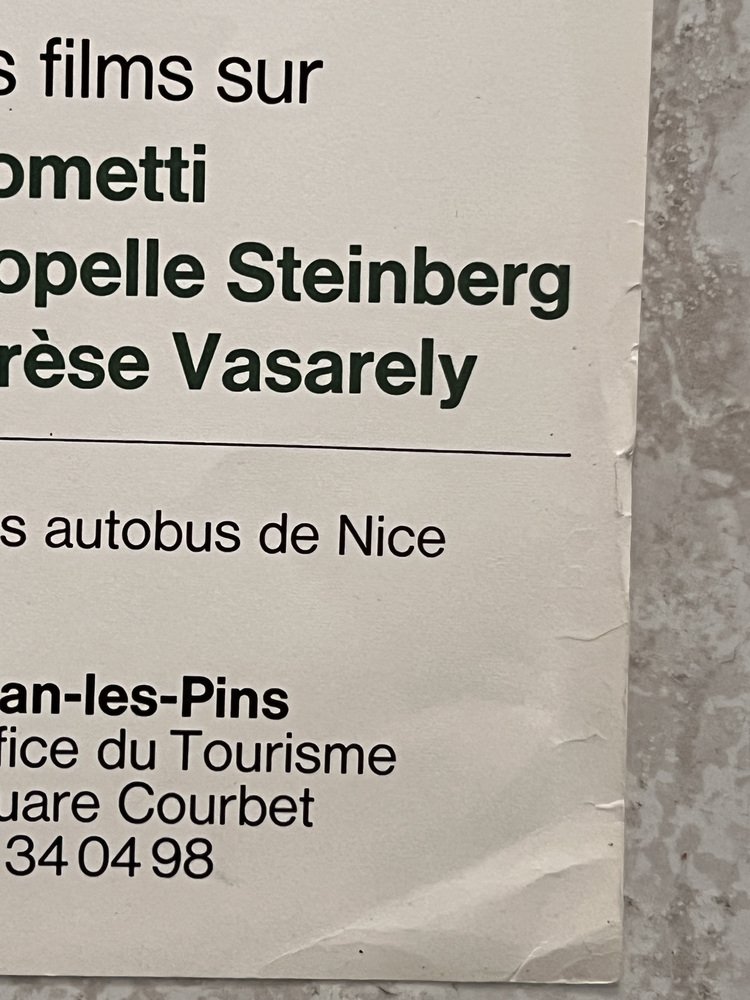 s films sur
ometti
opelle Steinberg
rèse Vasarely
s autobus de Nice
an-les-Pins
fice du Tourisme
uare Courbet
34 04 98